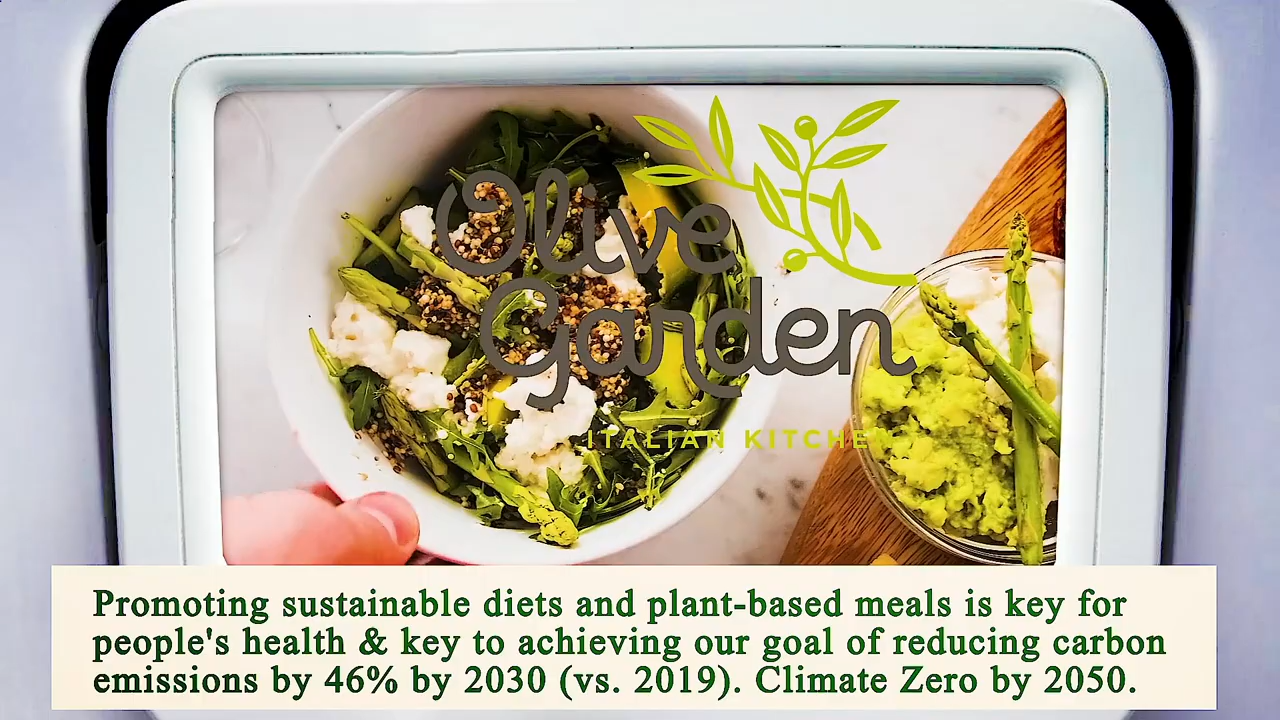 Olive
Garden
ITALIAN KITCHEN
Promoting sustainable diets and plant-based meals is key for
people's health & key to achieving our goal of reducing carbon
emissions by 46% by 2030 (vs. 2019). Climate Zero by 2050.